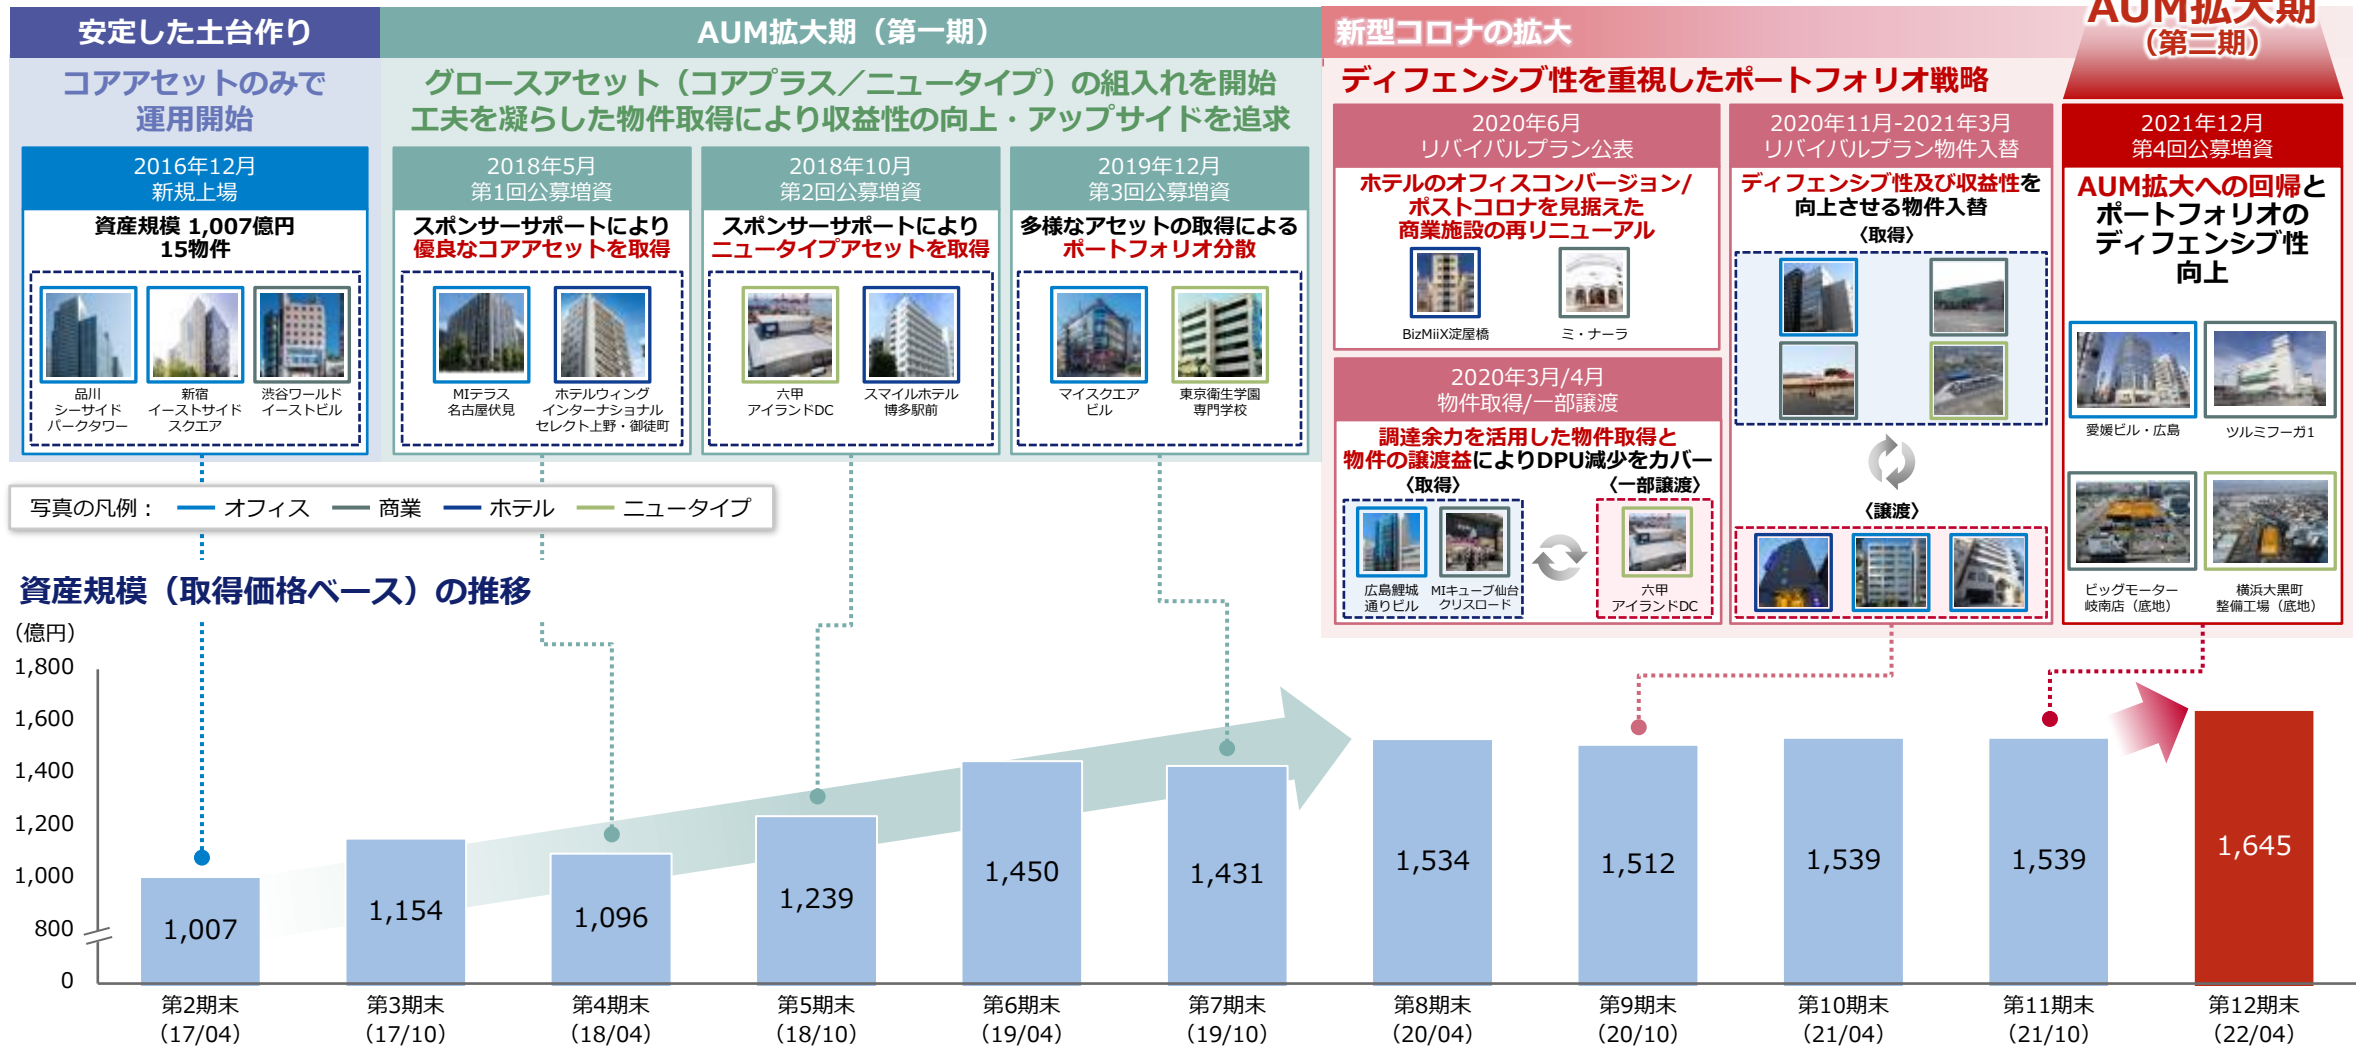 安定した土台作り
コアアセットのみで
運用開始
2016年12月
新規上場
資産規模 1,007億円
15物件
品川
シーサイド
パークタワー
新宿
イーストサイド
スクエア
渋谷ワールド
イーストビル
AUM拡大期（第一期）
グロースアセット（コアプラス／ニュータイプ）の組入れを開始
工夫を凝らした物件取得により収益性の向上・アップサイドを追求
2018年5月
第1回公募増資
スポンサーサポートにより
優良なコアアセットを取得
MIテラス
名古屋伏見
ホテルウィング
インターナショナル
セレクト上野・御徒町
2018年10月
第2回公募増資
スポンサーサポートにより
ニュータイプアセットを取得
六甲
アイランドDC
スマイルホテル
博多駅前
2019年12月
第3回公募増資
多様なアセットの取得による
ポートフォリオ分散
マイスクエア
ビル
東京衛生学園
専門学校
新型コロナの拡大
ディフェンシブ性を重視したポートフォリオ戦略
2020年6月
リバイバルプラン公表
ホテルのオフィスコンバージョン/
ポストコロナを見据えた
商業施設の再リニューアル
BizMiiX淀屋橋
ミ・ナーラ
2020年3月/4月
物件取得/一部譲渡
調達余力を活用した物件取得と
物件の譲渡益によりDPU減少をカバー
〈取得〉
〈一部譲渡〉
広島鯉城
通りビル
MIキューブ仙台
クリスロード
六甲
アイランドDC
2020年11月-2021年3月
リバイバルプラン物件入替
ディフェンシブ性及び収益性を
向上させる物件入替
〈取得〉
〈譲渡〉
AUM拡大期
（第二期）
2021年12月
第4回公募増資
AUM拡大への回帰と
ポートフォリオの
ディフェンシブ性
向上
愛媛ビル・広島
ツルミフーガ1
ビッグモーター
岐南店（底地）
横浜大黒町
整備工場（底地）
写真の凡例： オフィス 商業 ホテル ニュータイプ
資産規模（取得価格ベース）の推移
（億円）
1,800
1,600
1,400
1,200
1,000
800
0
1,007
1,154
1,096
1,239
1,450
1,431
1,534
1,512
1,539
1,539
1,645
第2期末
（17/04）
第3期末
（17/10）
第4期末
（18/04）
第5期末
（18/10）
第6期末
（19/04）
第7期末
（19/10）
第8期末
（20/04）
第9期末
（20/10）
第10期末
（21/04）
第11期末
（21/10）
第12期末
（22/04）